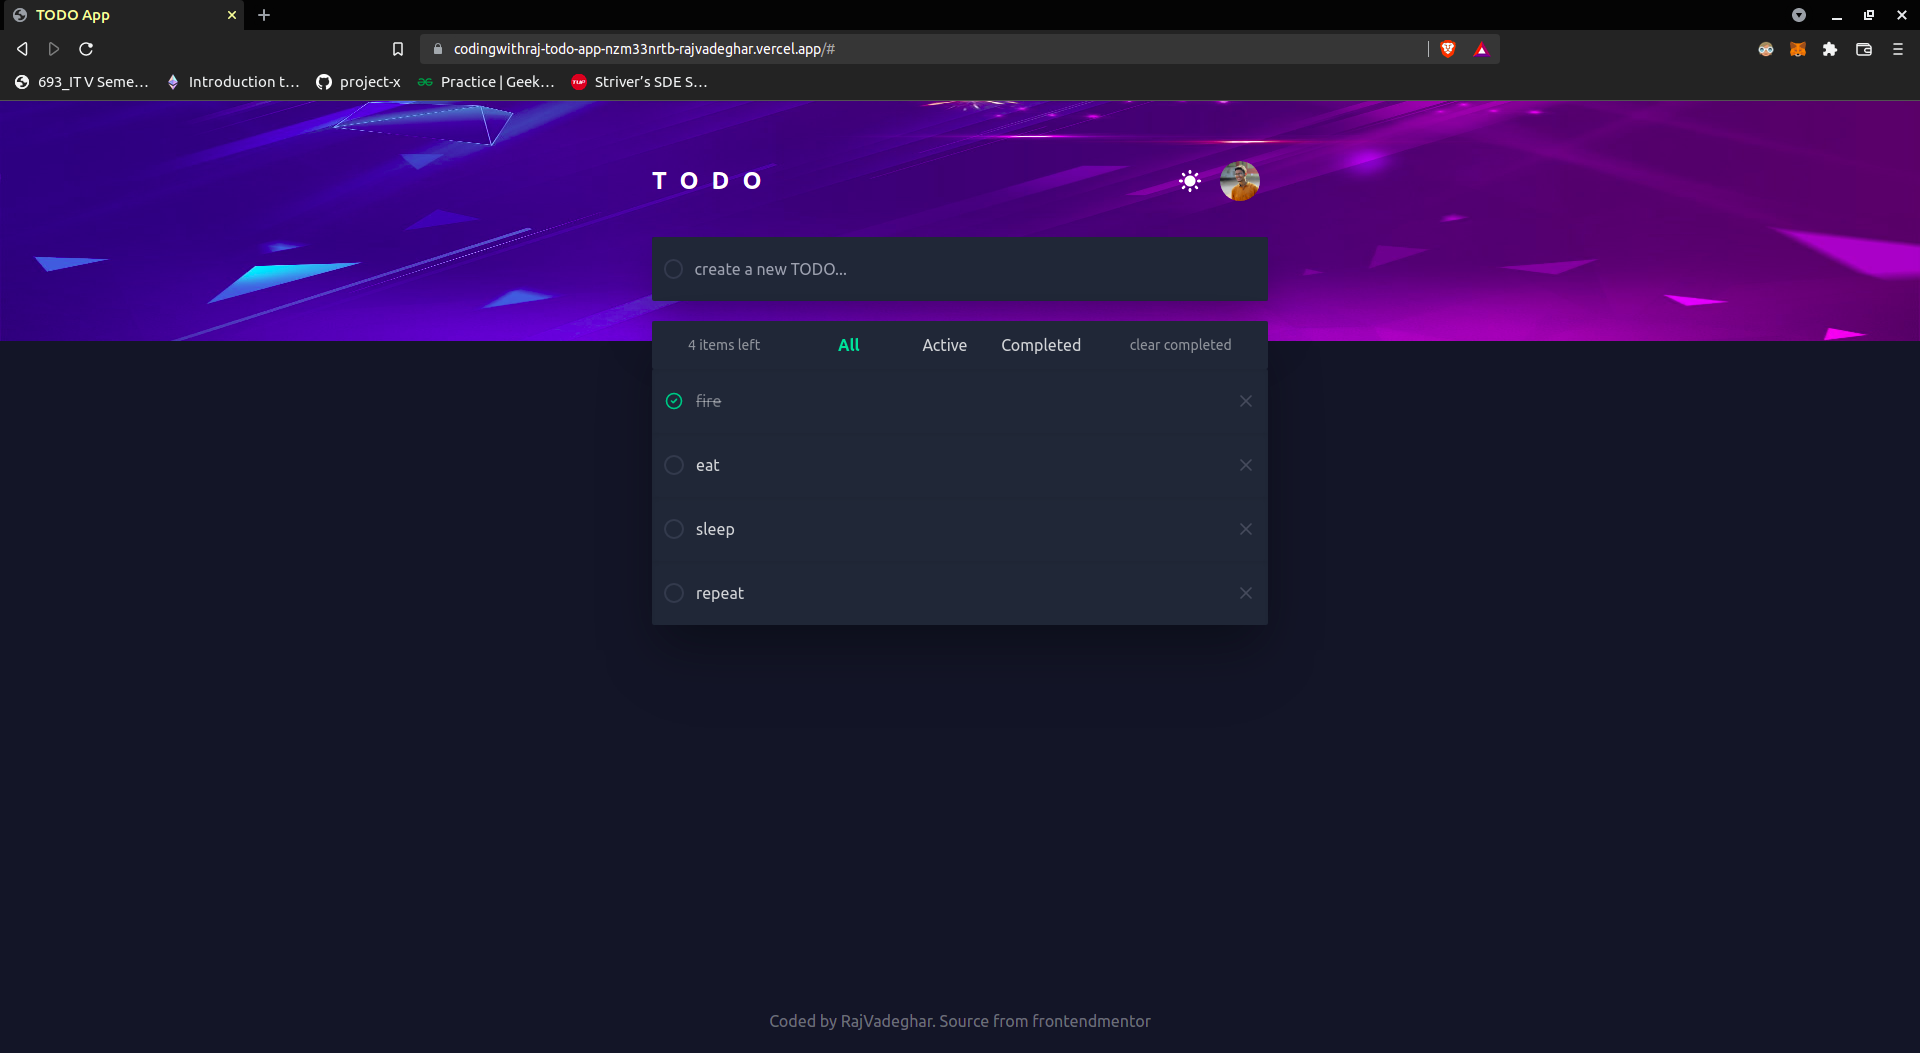 TODO App
codingwithraj-todo-app-nzm33nrtb-rajvadeghar.vercel.app/#
693_IT V Seme... Introduction t... project-x Practice | Geek... Striver’s SDE S...
TODO
create a new TODO...
4 items left All Active Completed clear completed
fire
eat
sleep
repeat
Coded by RajVadeghar. Source from frontendmentor